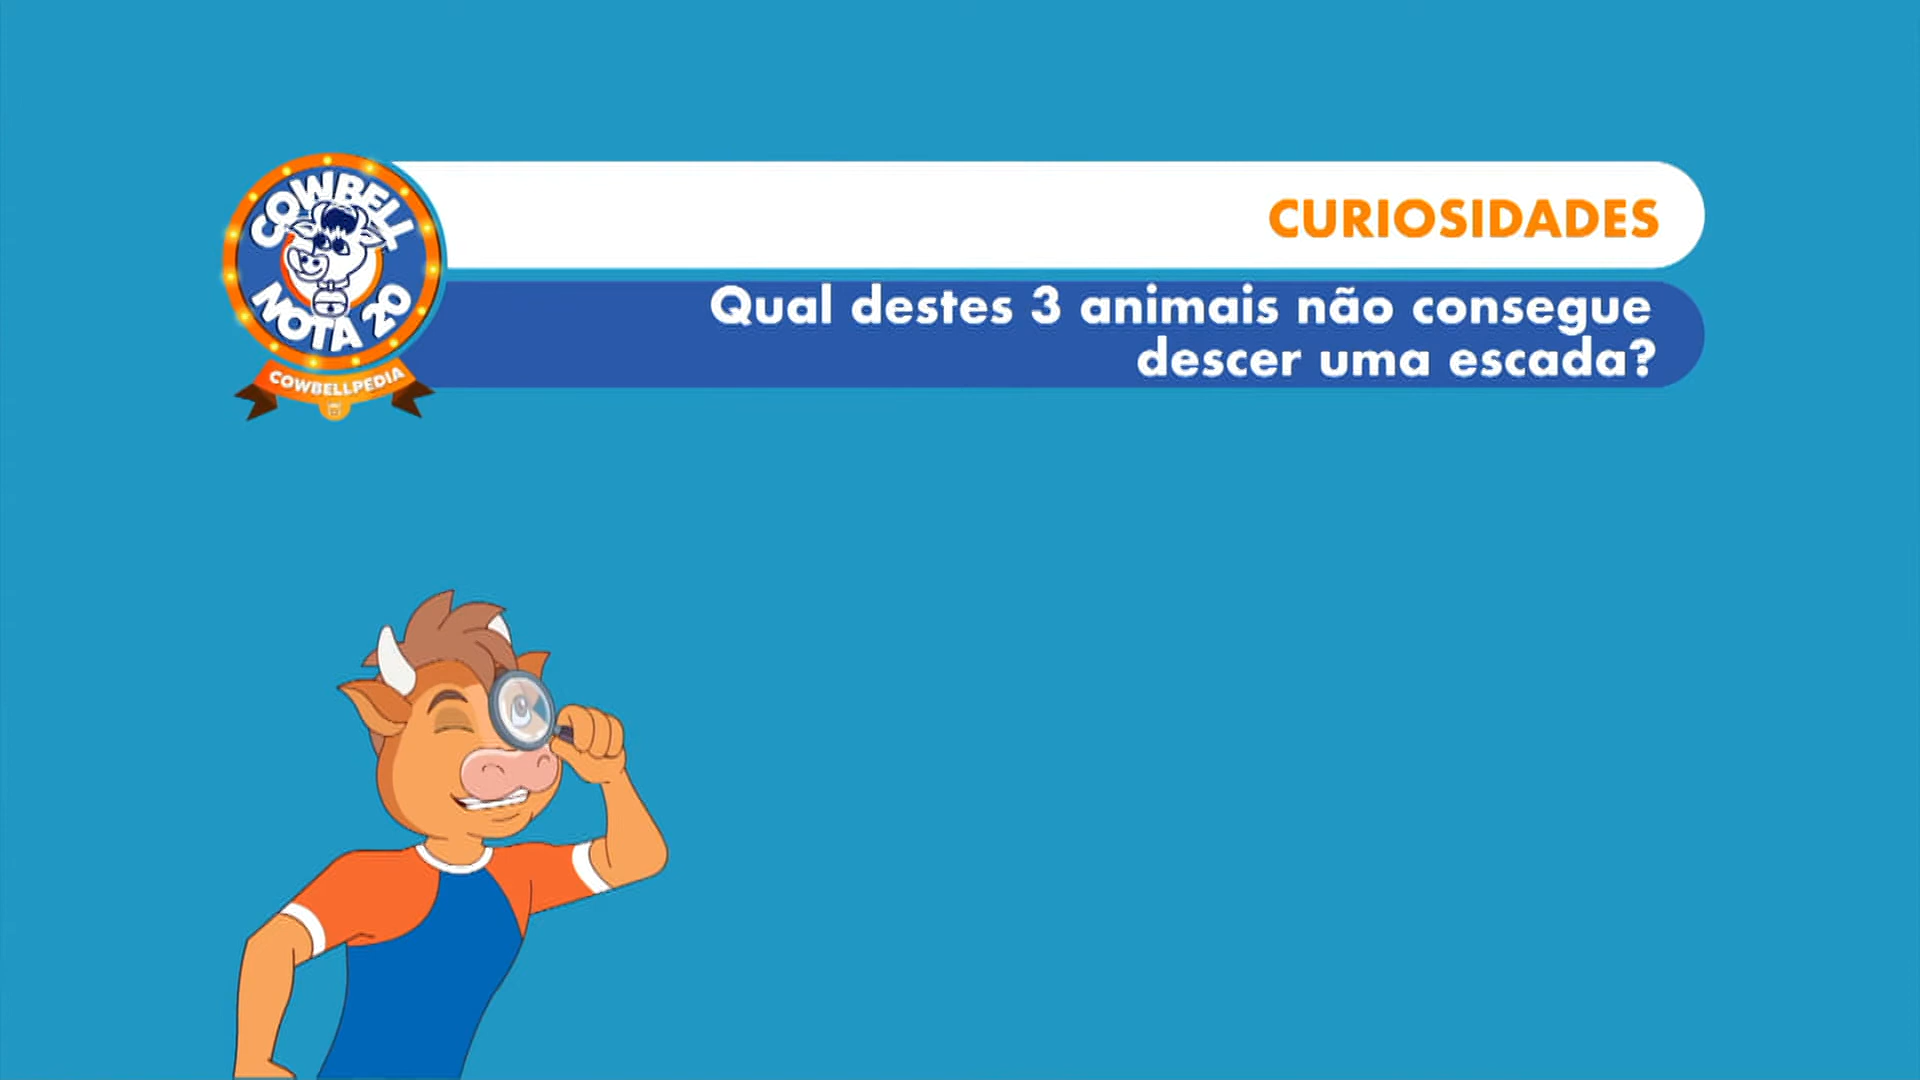 COWBELL
NOTA 20
COWBELLPEDIA
CURIOSIDADES
Qual destes 3 animais não consegue
descer uma escada?